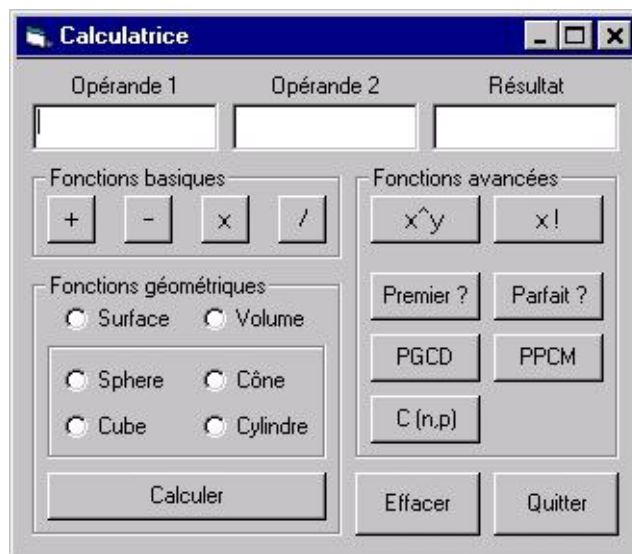 Calculatrice
Opérande 1 Opérande 2 Résultat
Fonctions basiques
+ - x /
Fonctions géométriques
Surface Volume
Sphere Cône
Cube Cylindre
Calculer
Fonctions avancées
x^y x!
Premier ? Parfait ?
PGCD PPCM
C (n,p)
Effacer Quitter